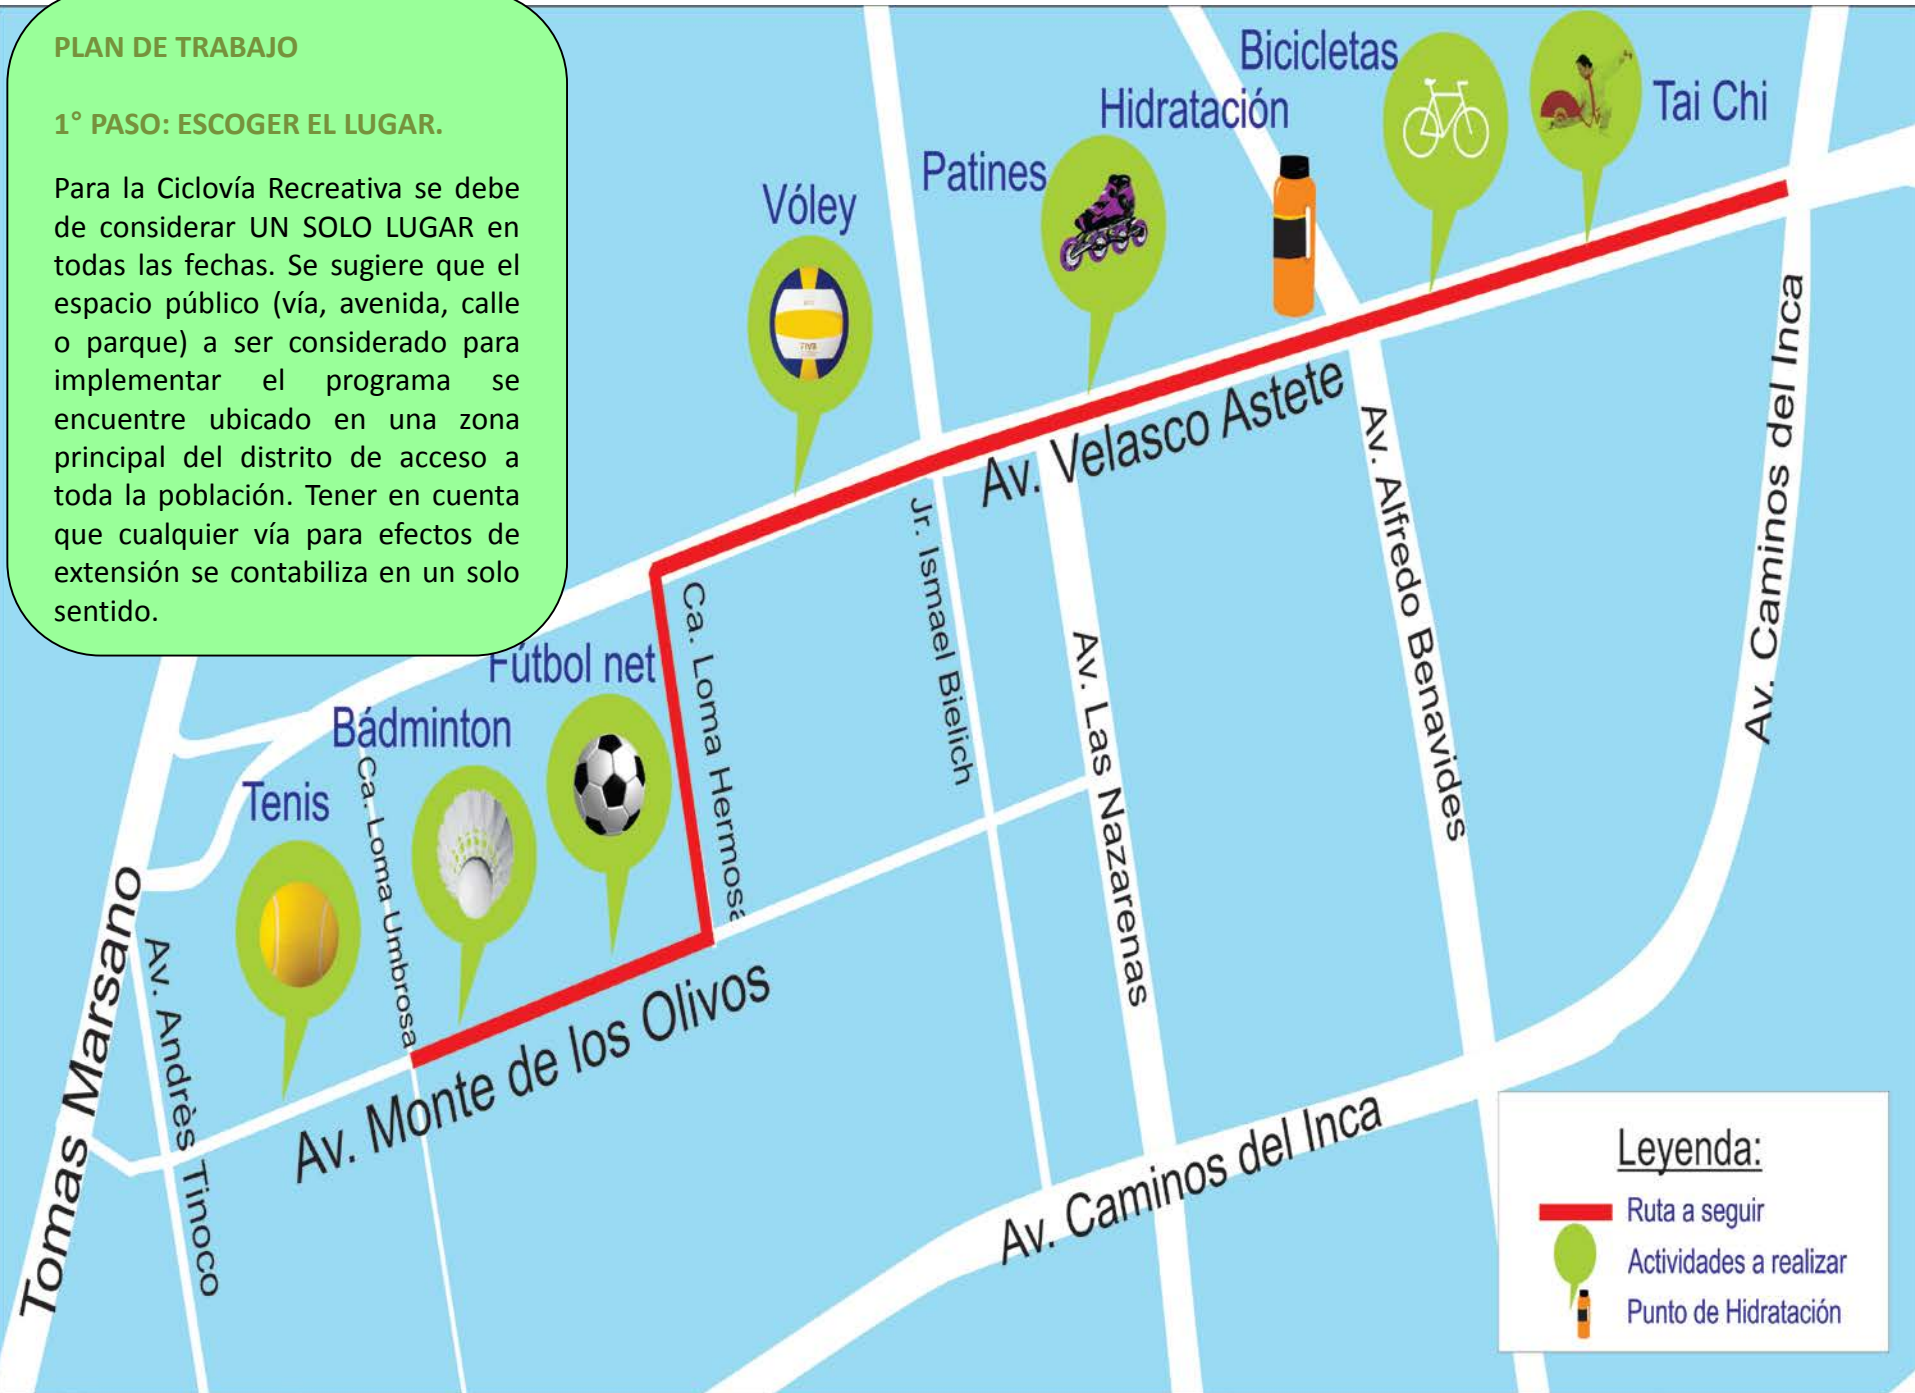 PLAN DE TRABAJO
1° PASO: ESCOGER EL LUGAR.
Para la Ciclovía Recreativa se debe
de considerar UN SOLO LUGAR en
todas las fechas. Se sugiere que el
espacio público (vía, avenida, calle
o parque) a ser considerado para
implementar el programa se
encuentre ubicado en una zona
principal del distrito de acceso a
toda la población. Tener en cuenta
que cualquier vía para efectos de
extensión se contabiliza en un solo
sentido.
Bicicletas
Tai Chi
Hidratación
Patines
Vóley
Fútbol net
Bádminton
Tenis
Av. Velasco Astete
Av. Caminos del Inca
Av. Alfredo Benavides
Jr. Ismael Bielich
Ca. Loma Hermosa
Av. Las Nazarenas
Ca. Loma Umbrosa
Tomas Marsano
Av. Andrès Tinoco
Av. Monte de los Olivos
Av. Caminos del Inca
Leyenda:
Ruta a seguir
Actividades a realizar
Punto de Hidratación